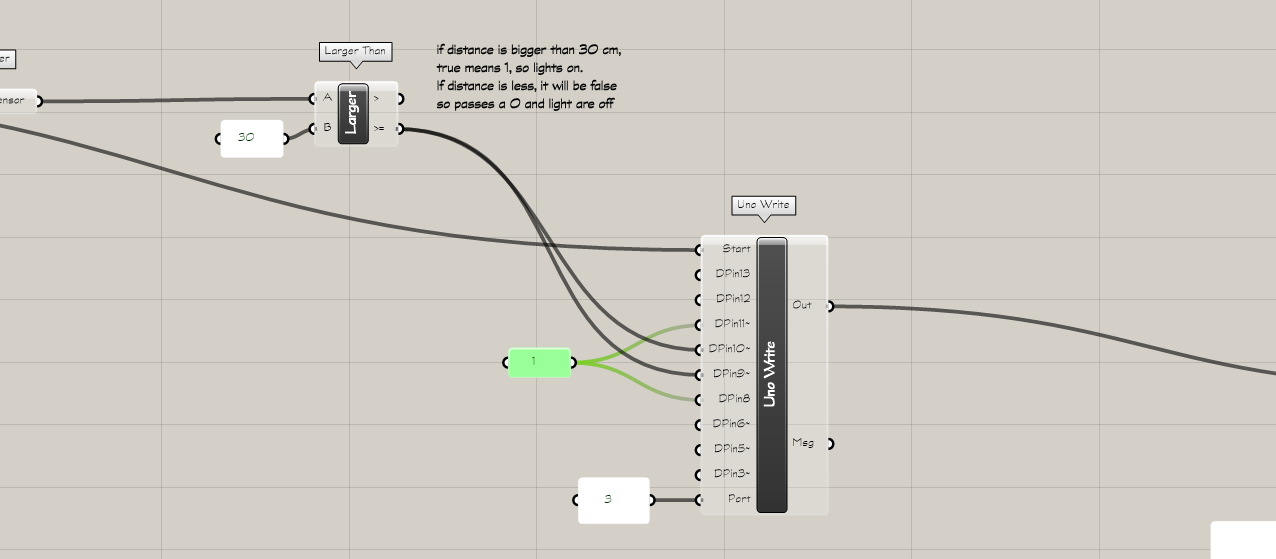 er
ensor
Larger Than
if distance is bigger than 30 cm,
true means 1, so lights on.
If distance is less, it will be false
so passes a 0 and light are off
A
>
Larger
30
B
>=
Uno Write
Start
DPin13
DPin12
Out
DPin11~
DPin10~
1
DPin9~
Uno Write
DPin8
DPin6~
Msg
DPin5~
DPin3~
3
Port